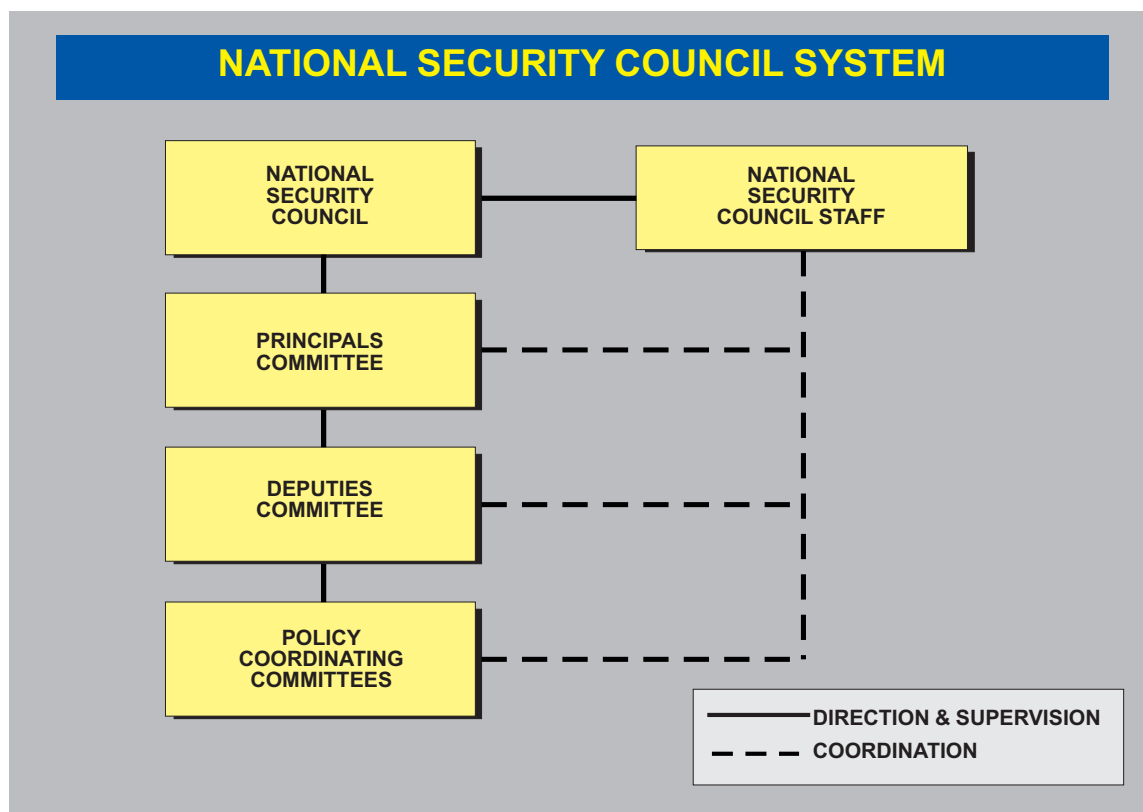 NATIONAL SECURITY COUNCIL SYSTEM
NATIONAL
SECURITY
COUNCIL
NATIONAL
SECURITY
COUNCIL STAFF
PRINCIPALS
COMMITTEE
DEPUTIES
COMMITTEE
POLICY
COORDINATING
COMMITTEES
DIRECTION & SUPERVISION
COORDINATION